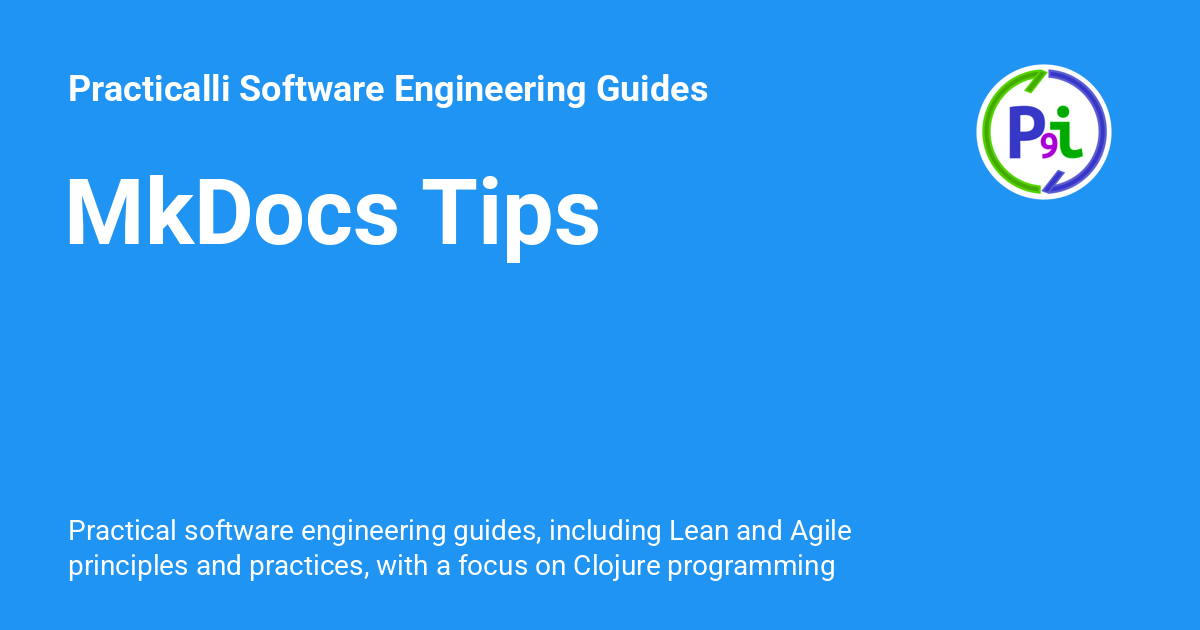 Practicalli Software Engineering Guides
P9i
MkDocs Tips
Practical software engineering guides, including Lean and Agile
principles and practices, with a focus on Clojure programming